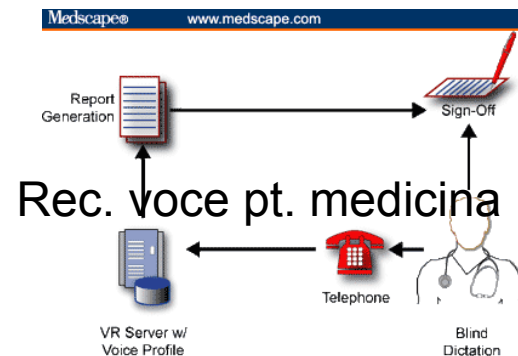 Medscape® www.medscape.com
Report
Generation
Sign-Off
Rec. voce pt. medicina
Telephone
VR Server w/
Voice Profile
Blind
Dictation